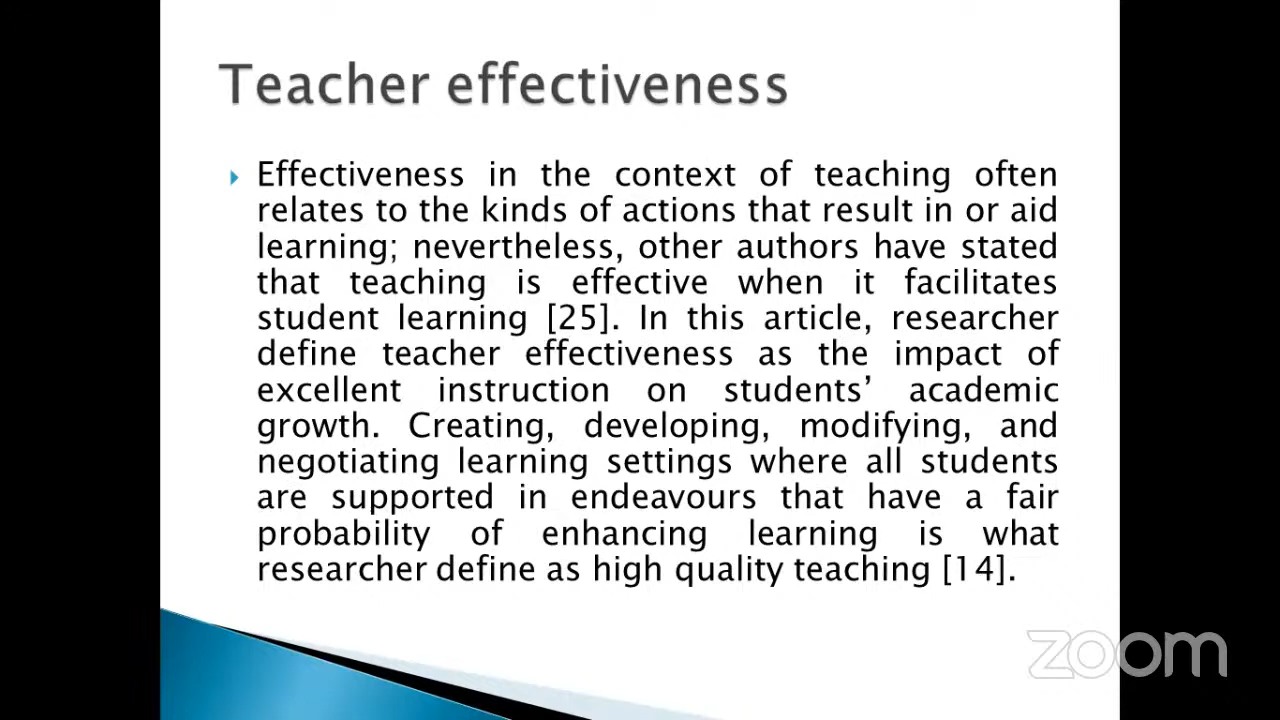 Teacher effectiveness
Effectiveness in the context of teaching often
relates to the kinds of actions that result in or aid
learning; nevertheless, other authors have stated
that teaching is effective when it facilitates
student learning [25]. In this article, researcher
define teacher effectiveness as the impact of
excellent instruction on students’ academic
growth. Creating, developing, modifying, and
negotiating learning settings where all students
are supported in endeavours that have a fair
probability of enhancing learning is what
researcher define as high quality teaching [14].
zoom